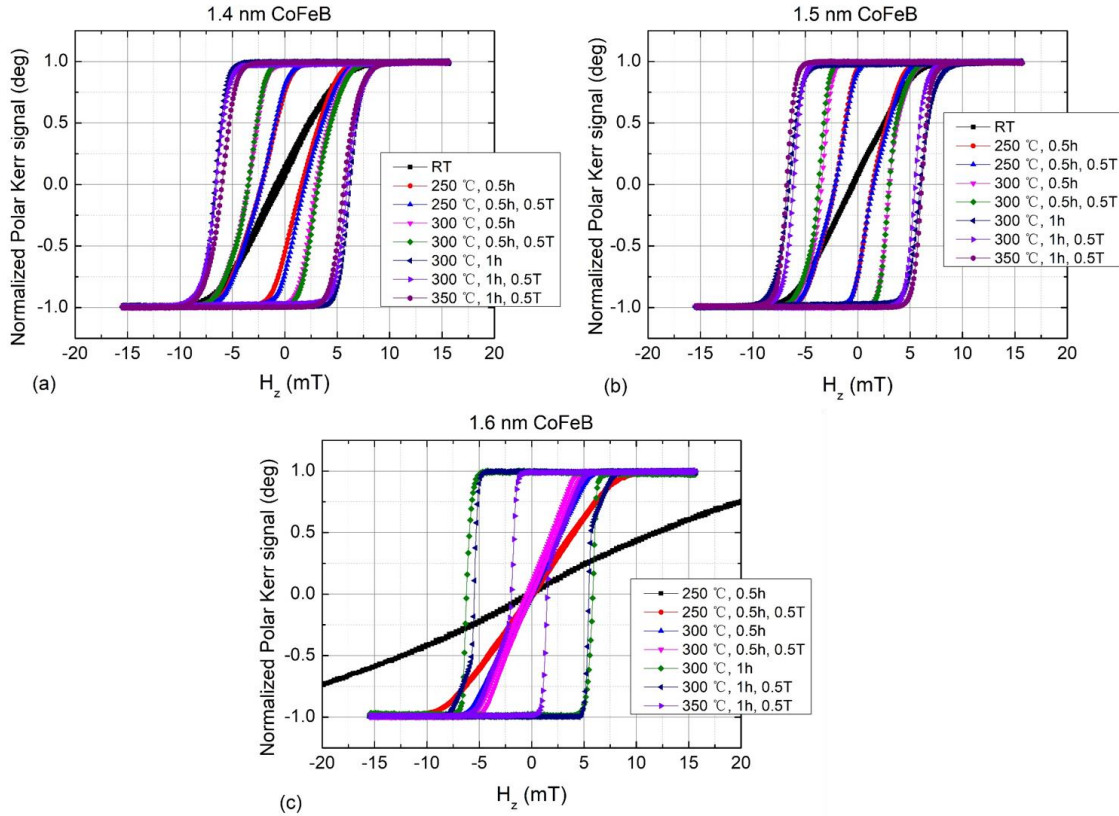 1.4 nm CoFeB
Normalized Polar Kerr signal (deg)
1.0
0.5
0.0
-0.5
-1.0
RT
250 ℃, 0.5h
250 ℃, 0.5h, 0.5T
300 ℃, 0.5h
300 ℃, 0.5h, 0.5T
300 ℃, 1h
300 ℃, 1h, 0.5T
350 ℃, 1h, 0.5T
-20 -15 -10 -5 0 5 10 15 20
(a)
H_z (mT)
1.5 nm CoFeB
Normalized Polar Kerr signal (deg)
1.0
0.5
0.0
-0.5
-1.0
RT
250 ℃, 0.5h
250 ℃, 0.5h, 0.5T
300 ℃, 0.5h
300 ℃, 0.5h, 0.5T
300 ℃, 1h
300 ℃, 1h, 0.5T
350 ℃, 1h, 0.5T
-20 -15 -10 -5 0 5 10 15 20
(b)
H_z (mT)
1.6 nm CoFeB
Normalized Polar Kerr signal (deg)
1.0
0.5
0.0
-0.5
-1.0
250 ℃, 0.5h
250 ℃, 0.5h, 0.5T
300 ℃, 0.5h
300 ℃, 0.5h, 0.5T
300 ℃, 1h
300 ℃, 1h, 0.5T
350 ℃, 1h, 0.5T
-20 -15 -10 -5 0 5 10 15 20
(c)
H_z (mT)